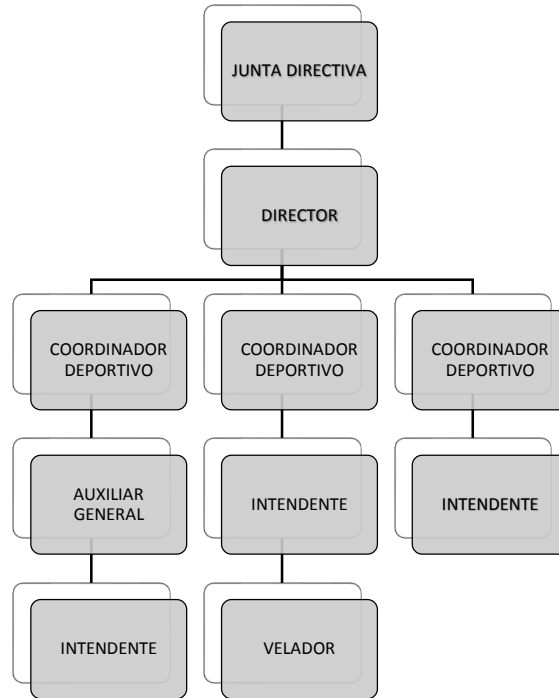 JUNTA DIRECTIVA
DIRECTOR
COORDINADOR
DEPORTIVO
COORDINADOR
DEPORTIVO
COORDINADOR
DEPORTIVO
AUXILIAR
GENERAL
INTENDENTE
INTENDENTE
INTENDENTE
VELADOR